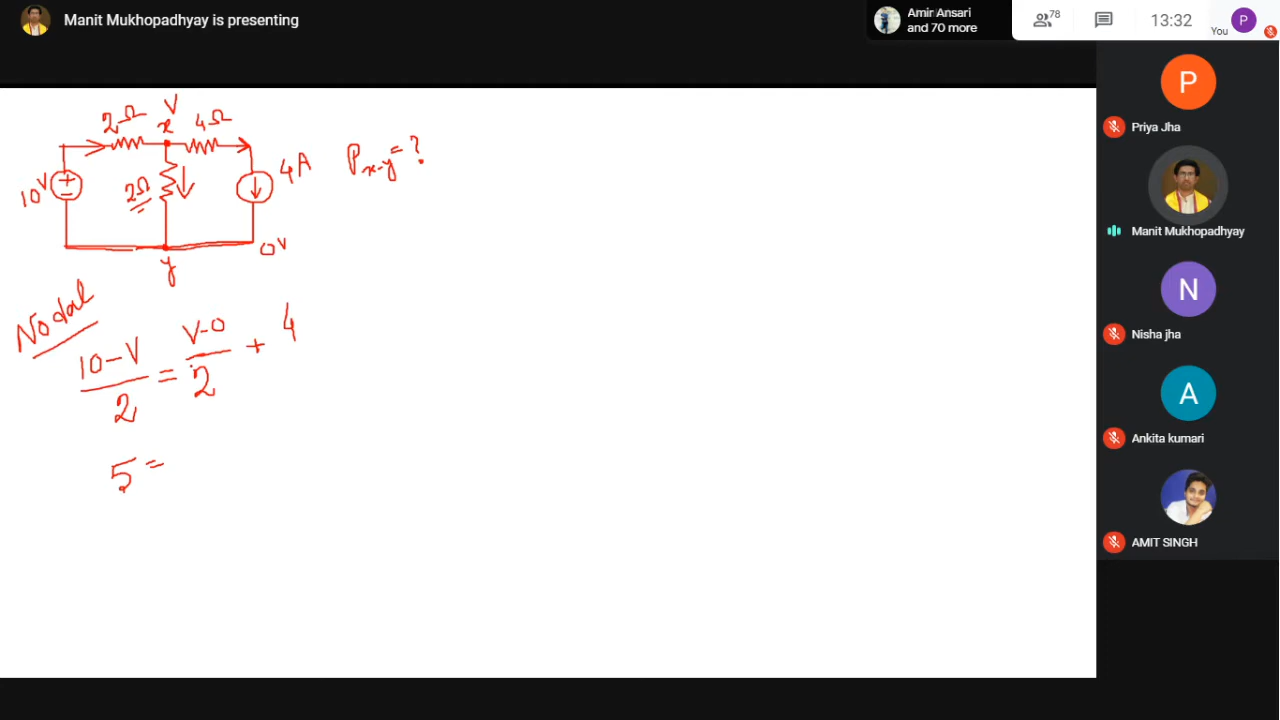 Manit Mukhopadhyay is presenting
Amir Ansari
and 70 more
78
13:32
You
P
2Ω
V
x
4Ω
10V
+
−
2Ω
4A
P x-y = ?
y
0V
Nodal
10-V/2 = V-0/2 + 4
5 =
P
Priya Jha
Manit Mukhopadhyay
N
Nisha jha
A
Ankita kumari
AMIT SINGH